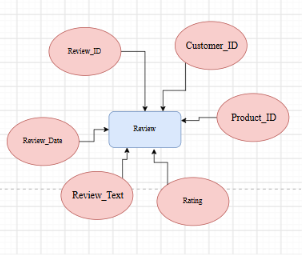 Review_ID
Customer_ID
Product_ID
Review
Review_Date
Review_Text
Rating